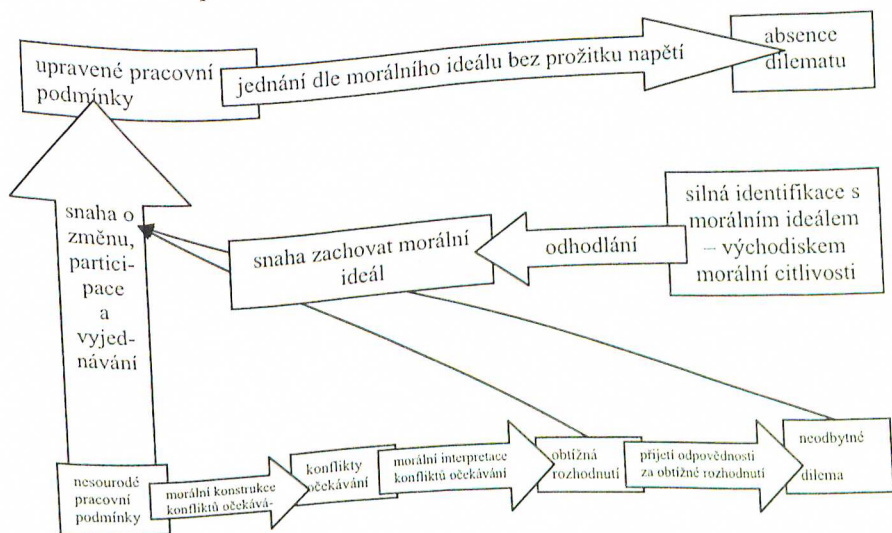 upravené pracovní
podmínky
jednání dle morálního ideálu bez prožitku napětí
absence
dilematu
snaha o
změnu,
partici-
pace
a
vyjed-
návání
snaha zachovat morální
ideál
odhodlání
silná identifikace s
morálním ideálem
– východiskem
morální citlivosti
nesourodé
pracovní
podmínky
morální konstrukce
konfliktů očekává-
konflikty
očekávání
morální interpretace
konfliktů očekávání
obtížná
rozhodnutí
přijetí odpovědnosti
za obtížné rozhodnutí
neodbytné
dilema